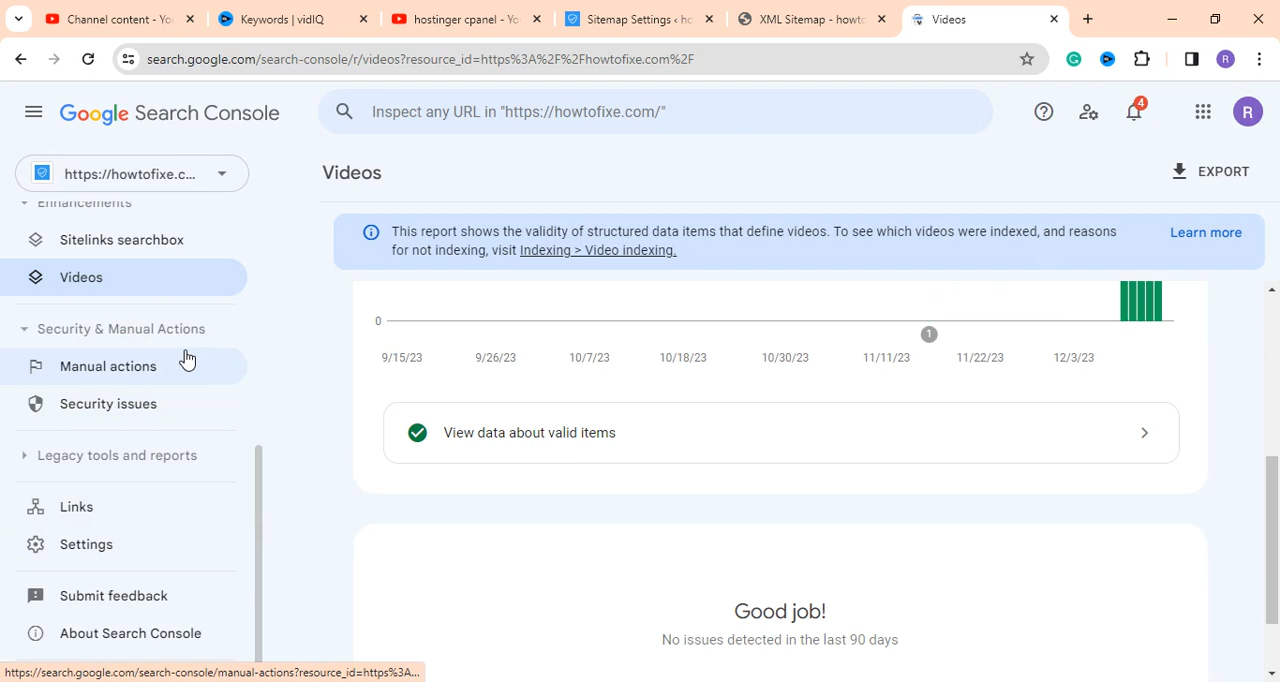 Channel content - Yo
Keywords | vidIQ
hostinger cpanel - Yo
Sitemap Settings ‹ ho
XML Sitemap - howto
Videos
search.google.com/search-console/r/videos?resource_id=https%3A%2F%2Fhowtofixe.com%2F
Google Search Console
Inspect any URL in "https://howtofixe.com/"
4
R
https://howtofixe.c...
Videos
EXPORT
Enhancements
Sitelinks searchbox
Videos
Security & Manual Actions
Manual actions
Security issues
Legacy tools and reports
Links
Settings
Submit feedback
About Search Console
This report shows the validity of structured data items that define videos. To see which videos were indexed, and reasons
for not indexing, visit Indexing > Video indexing.
Learn more
0
1
9/15/23 9/26/23 10/7/23 10/18/23 10/30/23 11/11/23 11/22/23 12/3/23
View data about valid items
Good job!
No issues detected in the last 90 days
https://search.google.com/search-console/manual-actions?resource_id=https%3A...